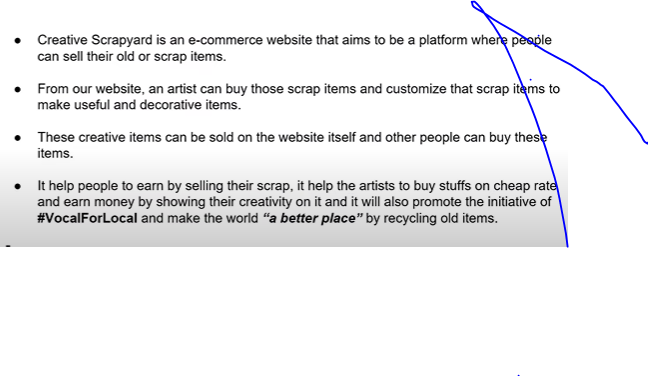 ● Creative Scrapyard is an e-commerce website that aims to be a platform where people
can sell their old or scrap items.
● From our website, an artist can buy those scrap items and customize that scrap items to
make useful and decorative items.
● These creative items can be sold on the website itself and other people can buy these
items.
● It help people to earn by selling their scrap, it help the artists to buy stuffs on cheap rate
and earn money by showing their creativity on it and it will also promote the initiative of
#VocalForLocal and make the world “a better place” by recycling old items.